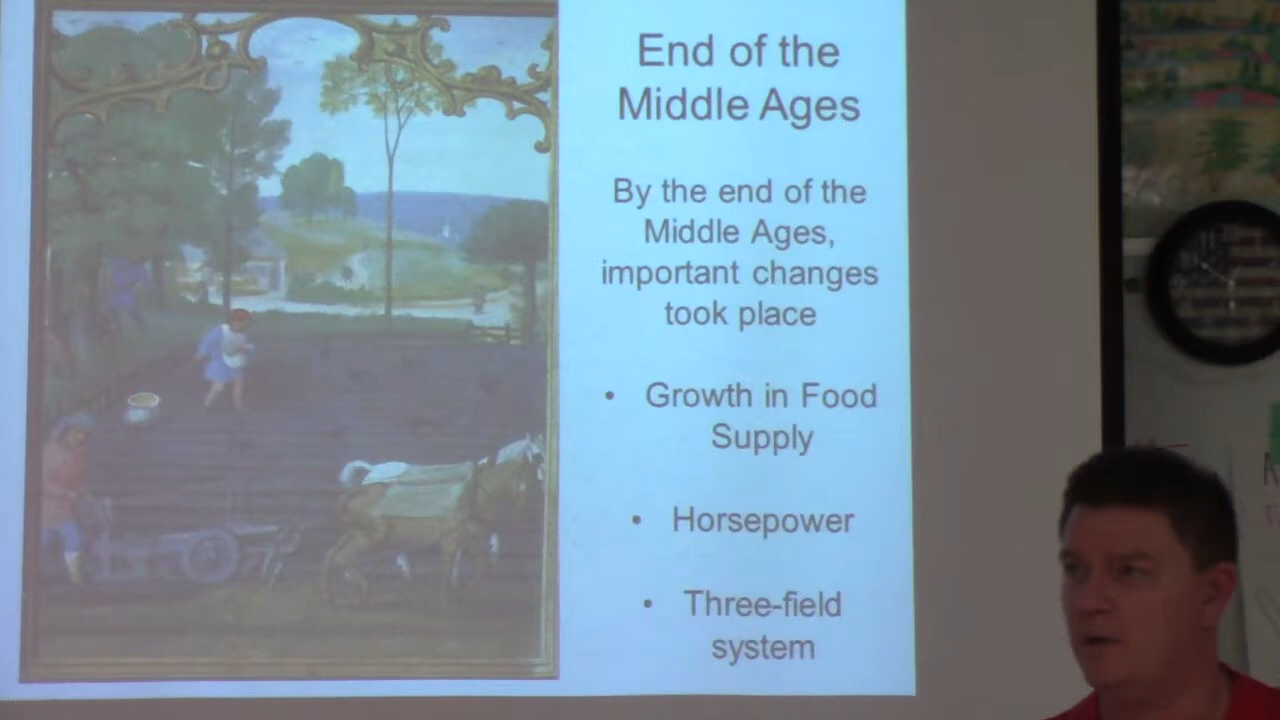 End of the
Middle Ages
By the end of the
Middle Ages,
important changes
took place
• Growth in Food
Supply
• Horsepower
• Three-field
system